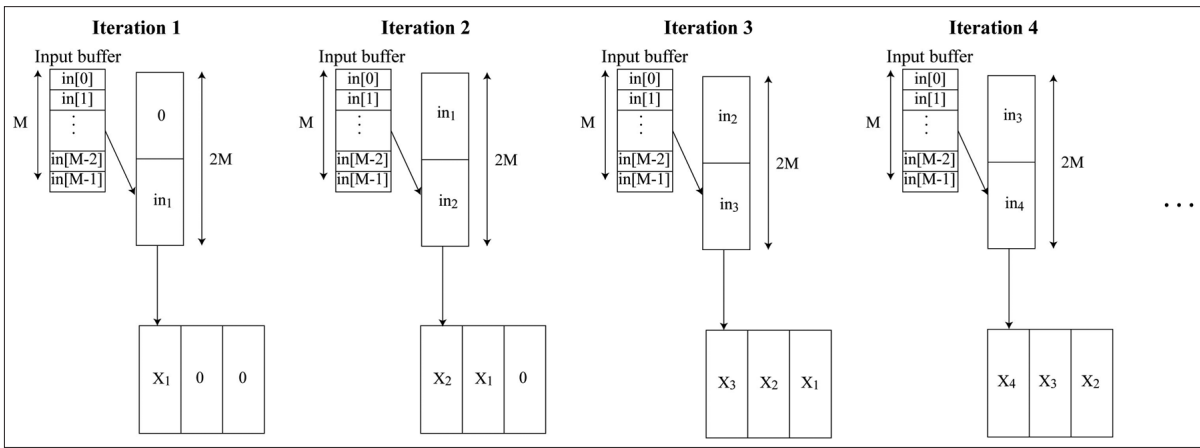 Iteration 1
Input buffer
in[0]
in[1]
⋮
in[M-2]
in[M-1]
M
0
in₁
2M
X₁ 0 0
Iteration 2
Input buffer
in[0]
in[1]
⋮
in[M-2]
in[M-1]
M
in₁
in₂
2M
X₂ X₁ 0
Iteration 3
Input buffer
in[0]
in[1]
⋮
in[M-2]
in[M-1]
M
in₂
in₃
2M
X₃ X₂ X₁
Iteration 4
Input buffer
in[0]
in[1]
⋮
in[M-2]
in[M-1]
M
in₃
in₄
2M
X₄ X₃ X₂
...